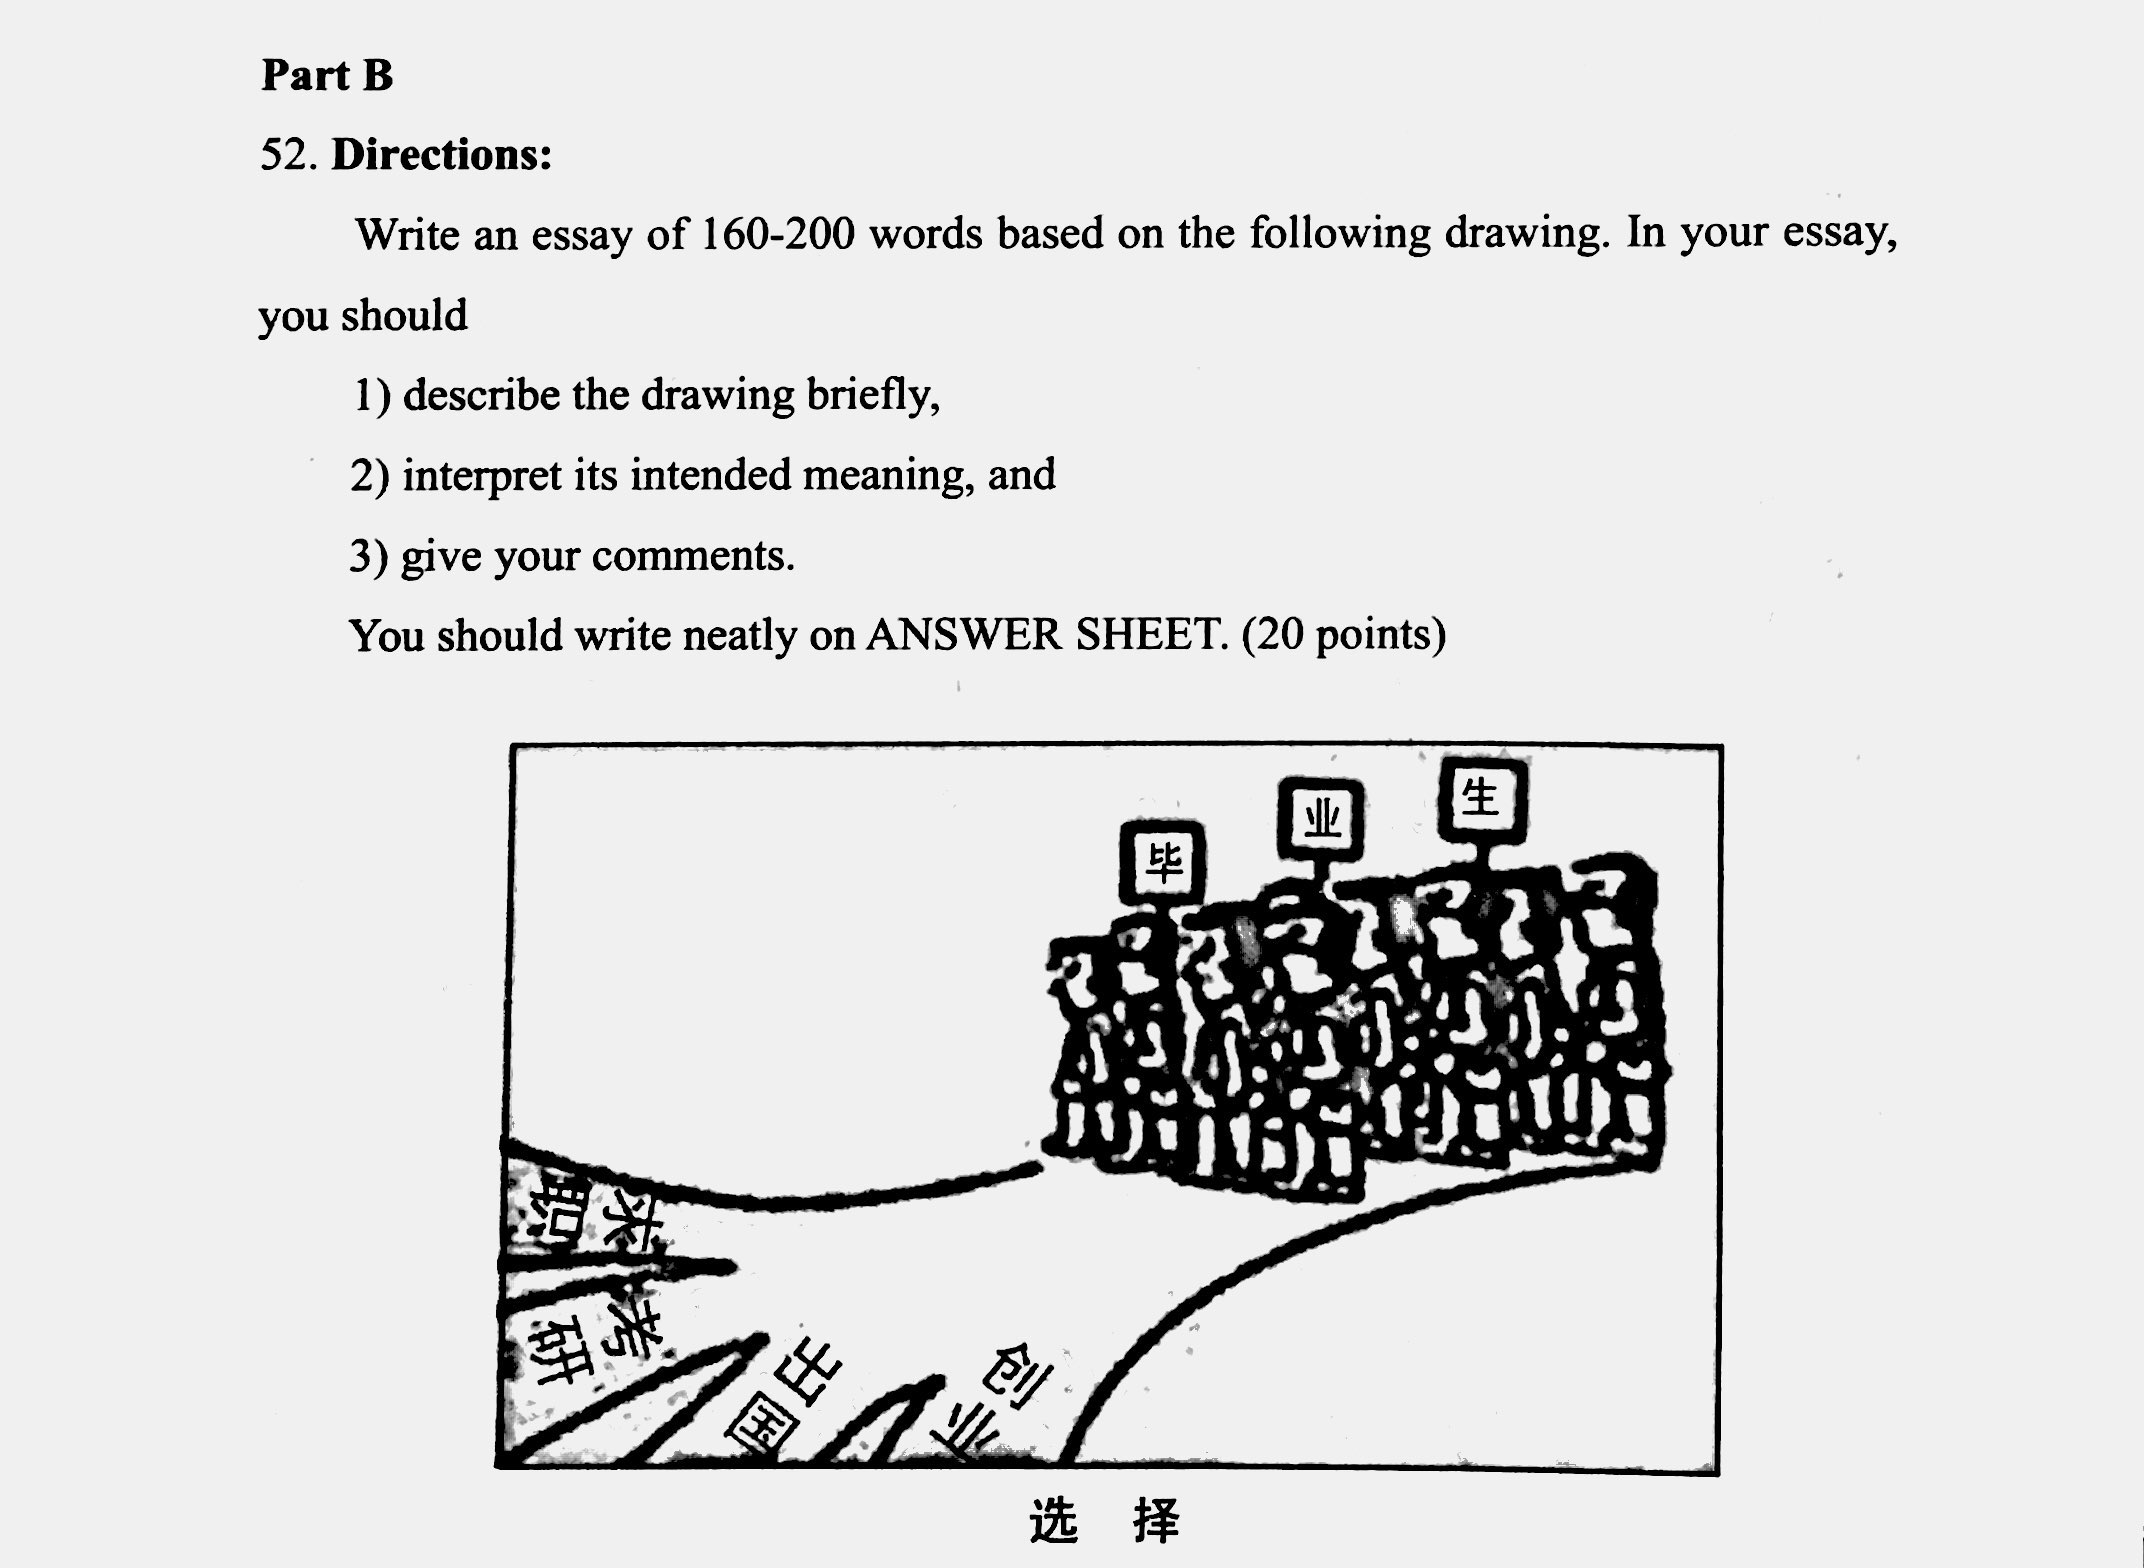 Part B
52. Directions:
Write an essay of 160-200 words based on the following drawing. In your essay,
you should
1) describe the drawing briefly,
2) interpret its intended meaning, and
3) give your comments.
You should write neatly on ANSWER SHEET. (20 points)
毕业生
求职
考研
出国
创业
选 择